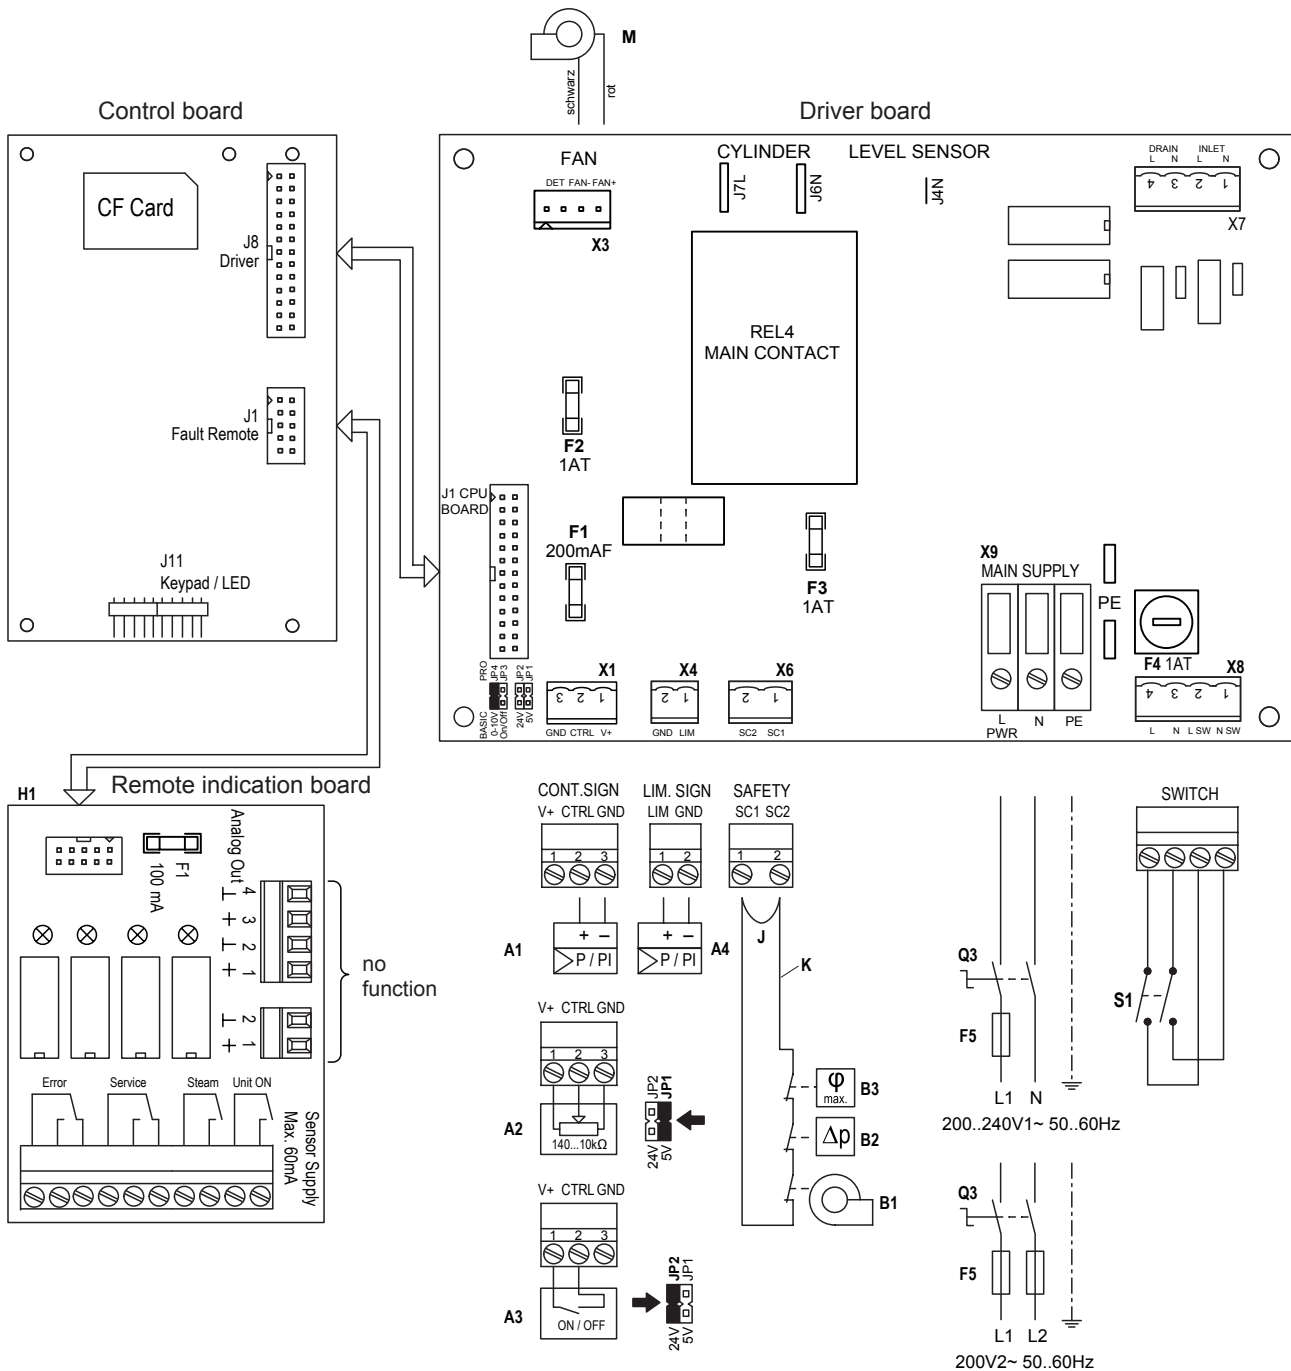 M
schwarz
rot
Control board
Driver board
CF Card
J8
Driver
J1
Fault Remote
J11
Keypad / LED
FAN
DET FAN- FAN+
X3
CYLINDER
J7L
J6N
LEVEL SENSOR
J4N
DRAIN INLET
L N L N
4 3 2 1
X7
REL4
MAIN CONTACT
F2
1AT
J1 CPU
BOARD
F1
200mAF
F3
1AT
X9
MAIN SUPPLY
PE
F4 1AT
L N PE
PWR
PRO
BASIC
JP4
JP3
0-10V
On/Off
JP2
JP1
24V
5V
X1
3 2 1
GND CTRL V+
X4
2 1
GND LIM
X6
2 1
SC2 SC1
X8
4 3 2 1
L N L SW N SW
H1
Remote indication board
F1
100 mA
Analog Out
4
3
2
1
2
1
⊥
+
⊥
+
⊥
+
no
function
Error Service Steam Unit ON
Sensor Supply
Max. 60mA
CONT.SIGN
V+ CTRL GND
1 2 3
A1
+ −
P / PI
LIM. SIGN
LIM GND
1 2
+ −
P / PI
A4
SAFETY
SC1 SC2
1 2
J
K
V+ CTRL GND
1 2 3
A2
140...10kΩ
JP2
JP1
24V
5V
φ
max.
B3
Δp
B2
B1
V+ CTRL GND
1 2 3
A3
ON / OFF
JP2
JP1
24V
5V
Q3
F5
L1 N
200..240V1~ 50..60Hz
Q3
F5
L1 L2
200V2~ 50..60Hz
SWITCH
S1